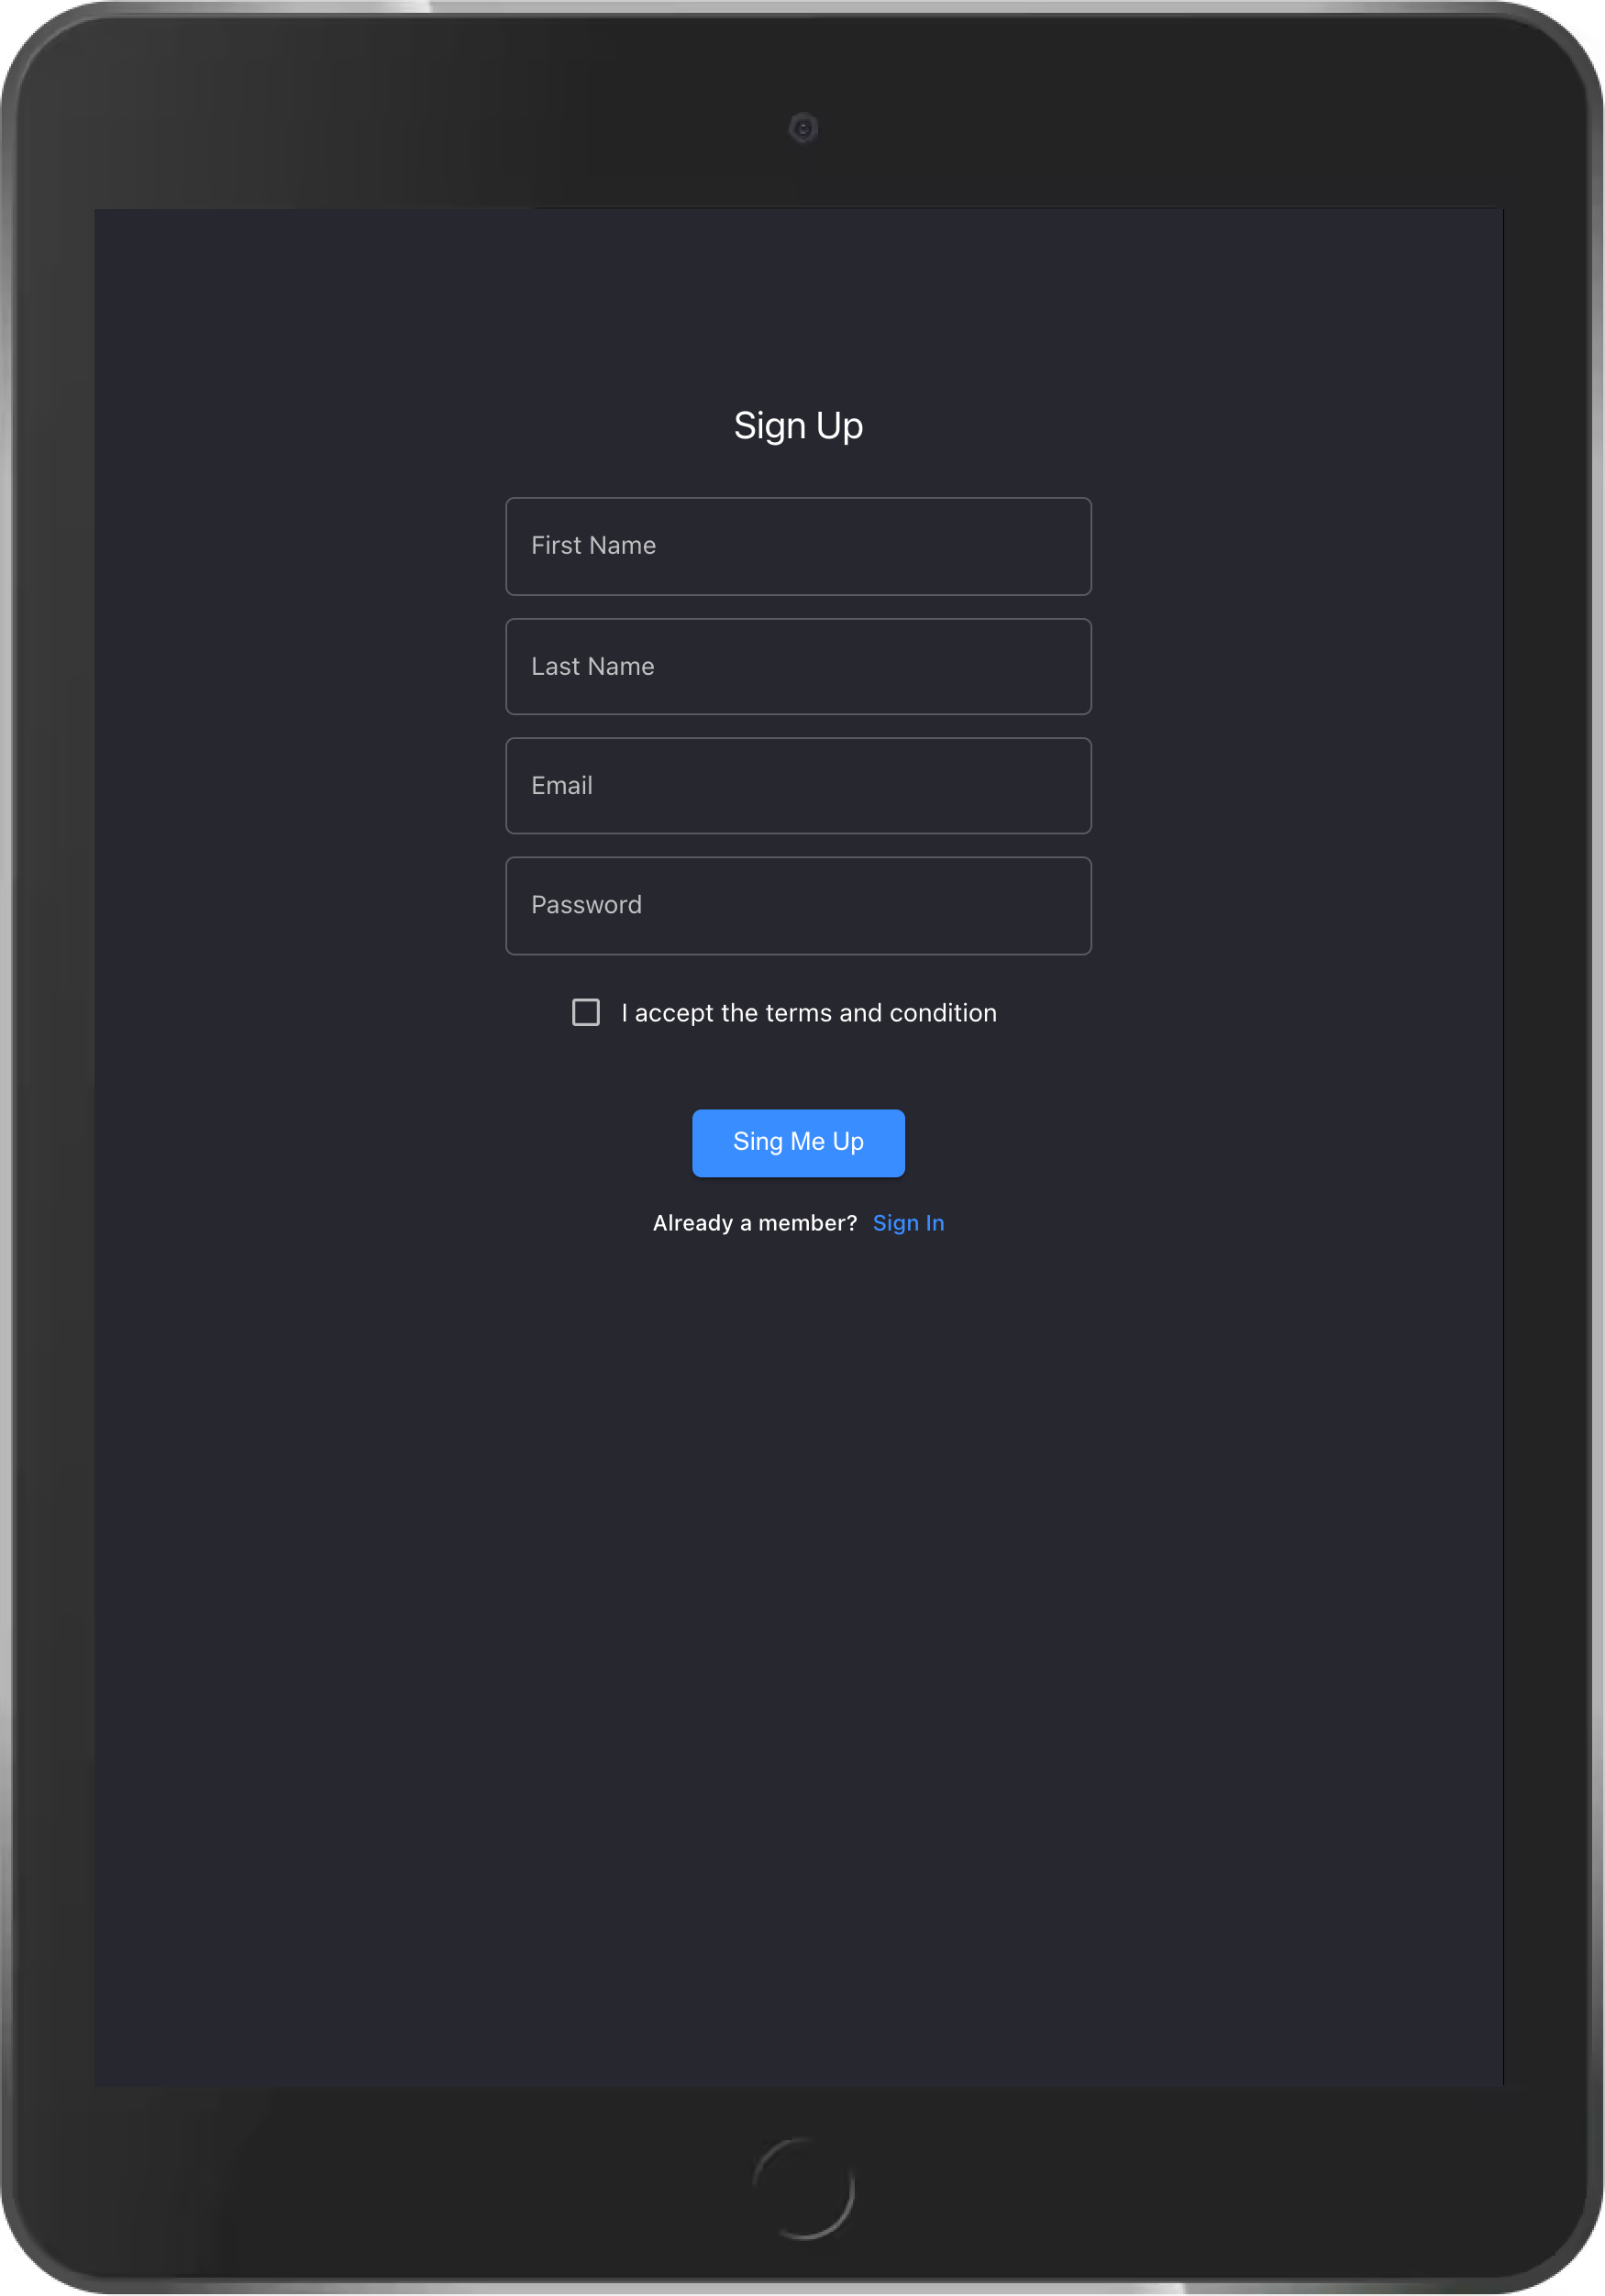 Sign Up
First Name
Last Name
Email
Password
I accept the terms and condition
Sing Me Up
Already a member? Sign In